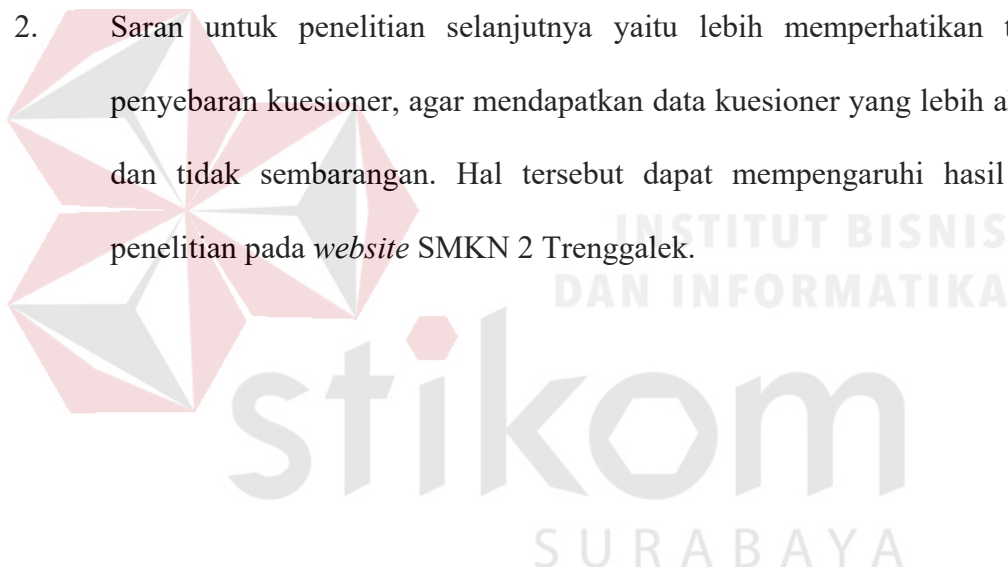 2. Saran untuk penelitian selanjutnya yaitu lebih memperhatikan
penyebaran kuesioner, agar mendapatkan data kuesioner yang lebih
dan tidak sembarangan. Hal tersebut dapat mempengaruhi hasil
penelitian pada website SMKN 2 Trenggalek.
INSTITUT BISNIS
DAN INFORMATIKA
stikom
SURABAYA